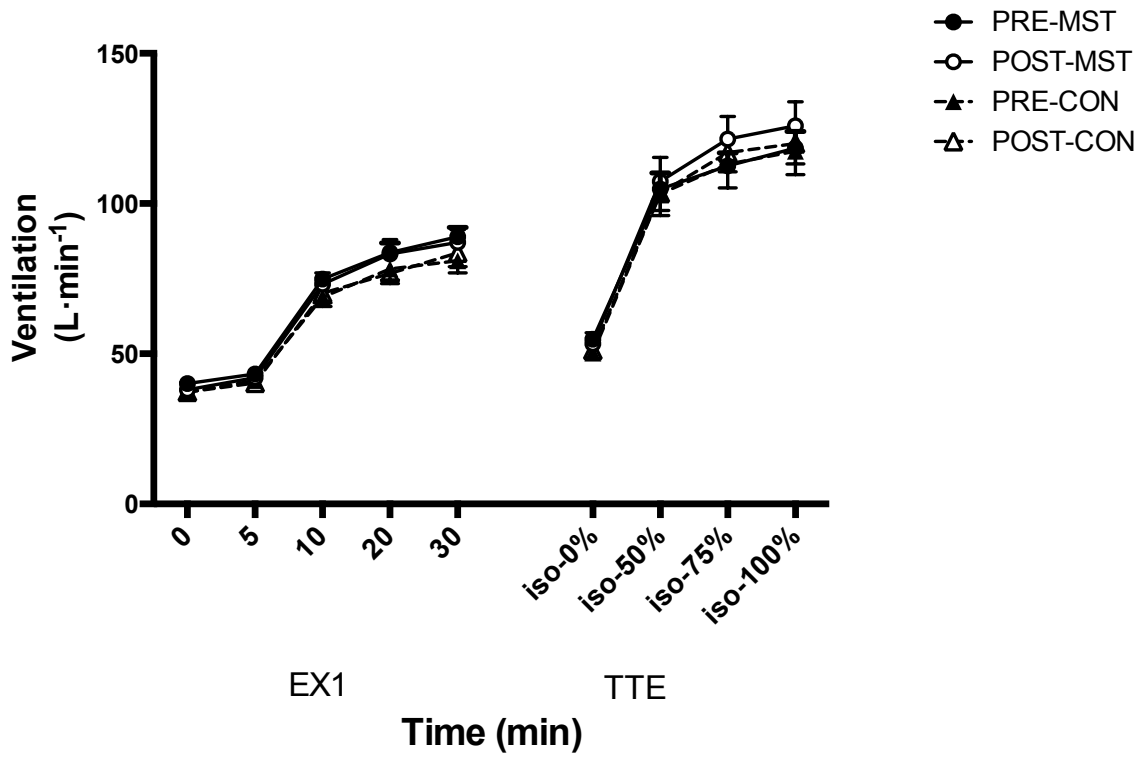 PRE-MST
POST-MST
PRE-CON
POST-CON
150
100
50
0
Ventilation
(L·min⁻¹)
0
5
10
20
30
iso-0%
iso-50%
iso-75%
iso-100%
EX1
TTE
Time (min)